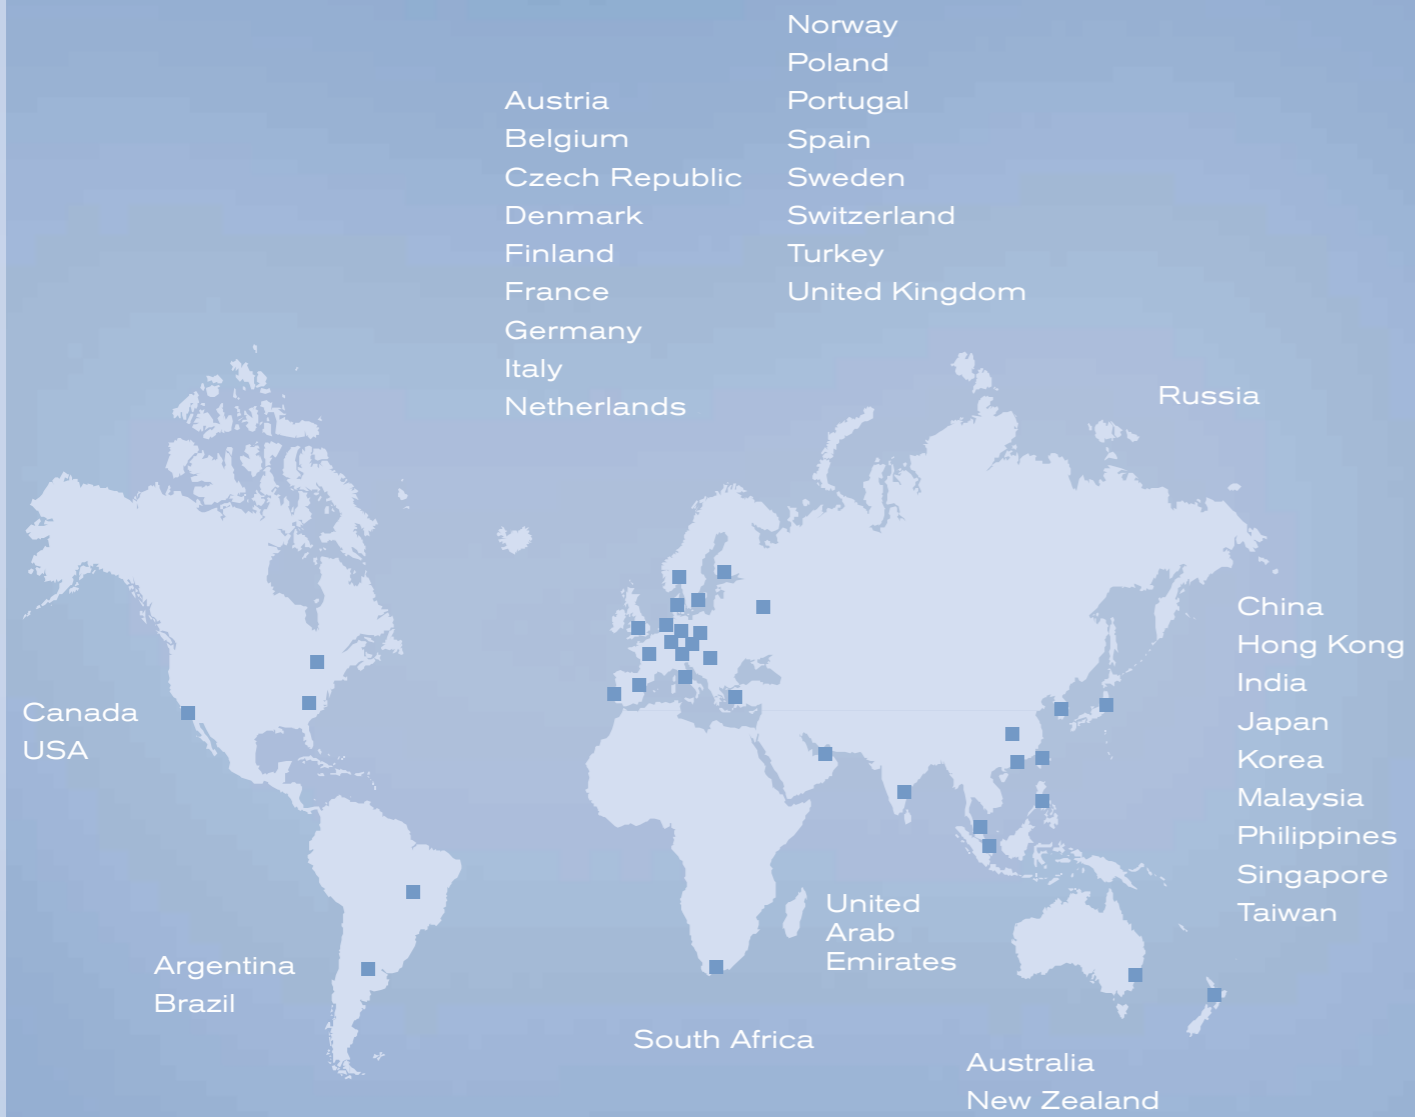 Austria
Belgium
Czech Republic
Denmark
Finland
France
Germany
Italy
Netherlands
Norway
Poland
Portugal
Spain
Sweden
Switzerland
Turkey
United Kingdom
Russia
Canada
USA
China
Hong Kong
India
Japan
Korea
Malaysia
Philippines
Singapore
Taiwan
Argentina
Brazil
United
Arab
Emirates
South Africa
Australia
New Zealand